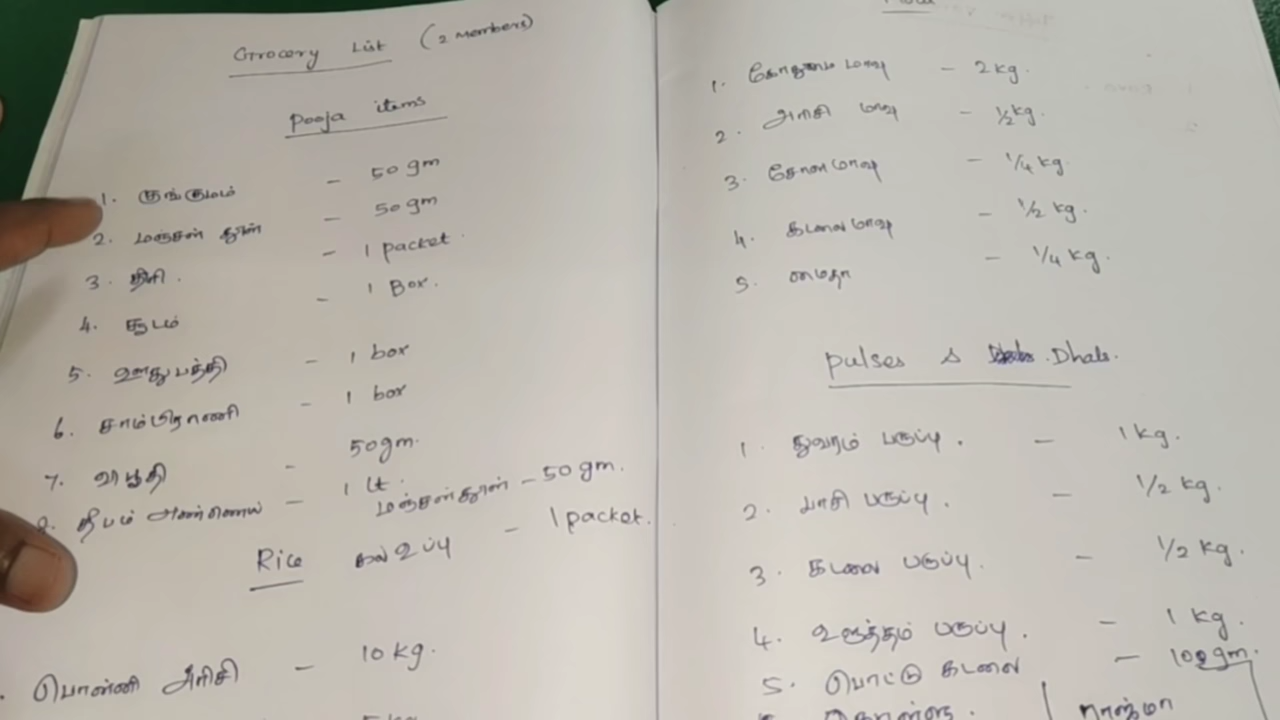 Grocery List (2 Members)
Pooja items
1. குங்குமம் - 50 gm
2. மஞ்சள் தூள் - 50 gm
3. திரி. - 1 packet.
4. சூடம் - 1 Box.
5. ஊதுபத்தி - 1 box
6. சாம்பிராணி - 1 box
7. விபூதி - 50gm.
8. தீபம் எண்ணெய் - 1 Lt.
மஞ்சள்தூள் - 50 gm.
கல் உப்பு - 1 packet.
Rice
பொன்னி அரிசி - 10 kg.
5 kg
1. கோதுமை மாவு - 2 kg.
2. அரிசி மாவு - 1/2 kg.
3. சோளமாவு - 1/4 kg.
4. கடலைமாவு - 1/2 kg.
5. மைதா - 1/4 kg.
Pulses & Dhals.
1. துவரம் பருப்பு. - 1 kg.
2. பாசி பருப்பு. - 1/2 kg.
3. கடலை பருப்பு. - 1/2 kg.
4. உளுத்தம் பருப்பு. - 1 kg.
5. பொட்டு கடலை - 100 gm.
ராஜ்மா